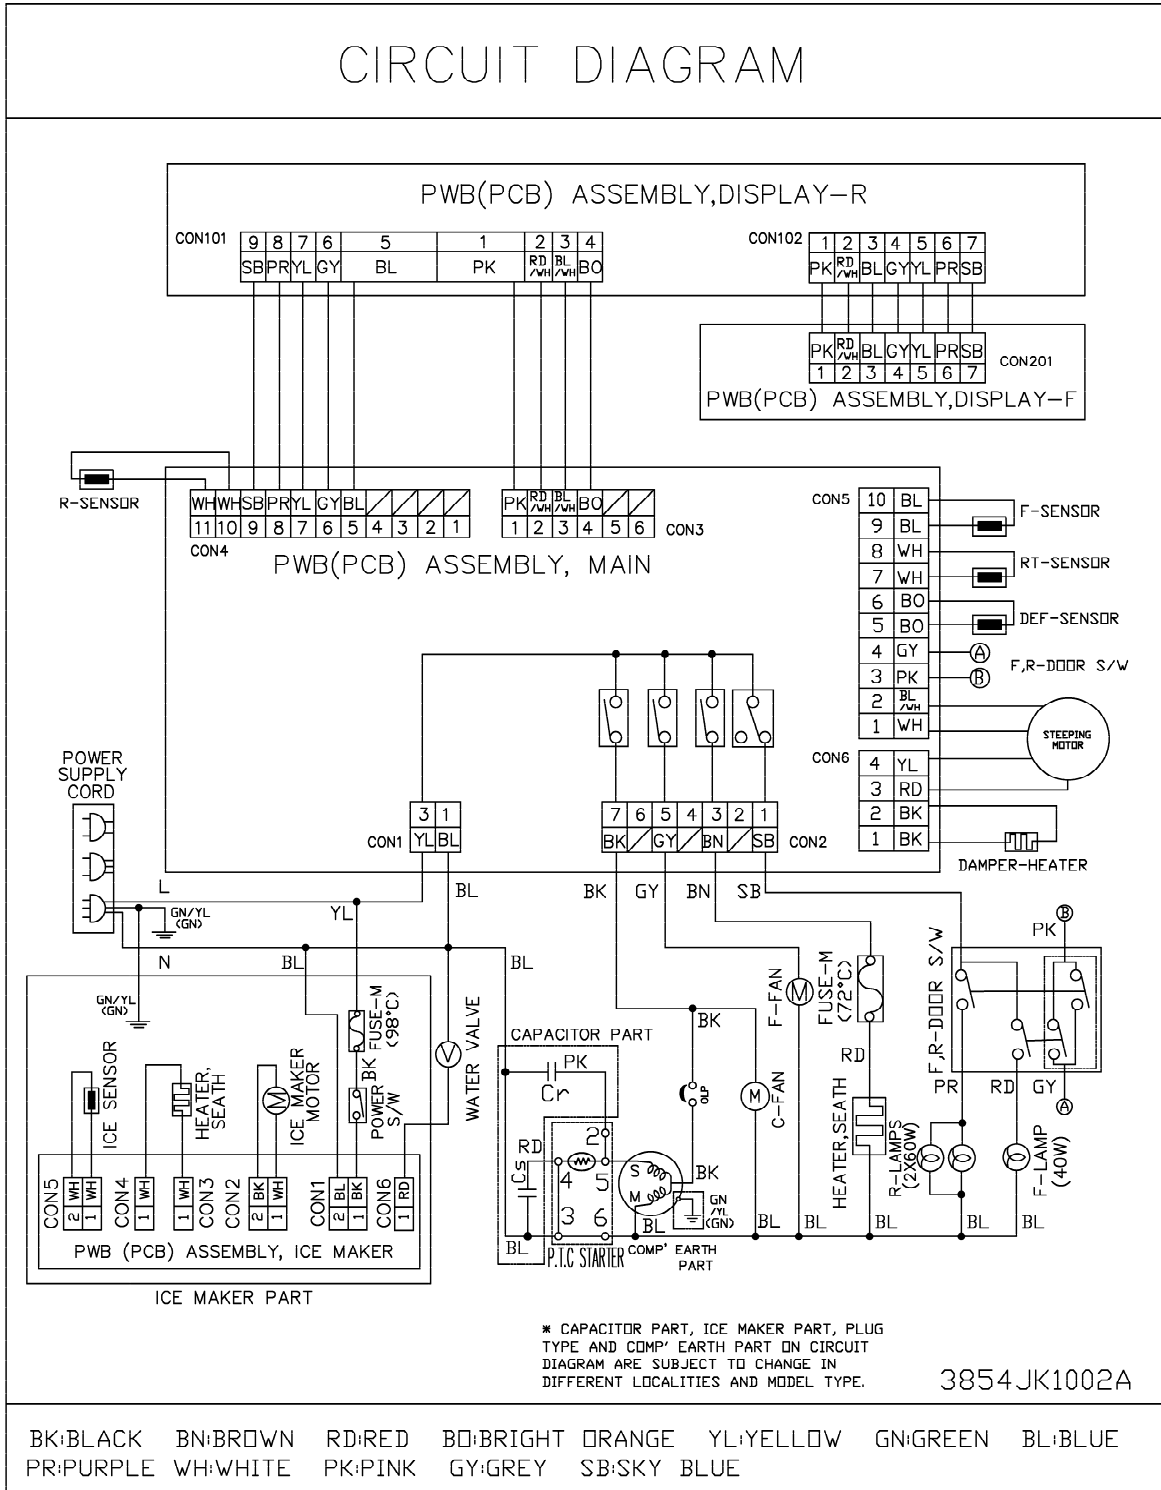 CIRCUIT DIAGRAM
PWB(PCB) ASSEMBLY,DISPLAY-R
CON101
9 8 7 6 5 1 2 3 4
SB PR YL GY BL PK RD/WH BL/WH BO
CON102
1 2 3 4 5 6 7
PK RD/WH BL GY YL PR SB
PK RD/WH BL GY YL PR SB
1 2 3 4 5 6 7
CON201
PWB(PCB) ASSEMBLY,DISPLAY-F
R-SENSOR
WH WH SB PR YL GY BL
11 10 9 8 7 6 5 4 3 2 1
CON4
PK RD/WH BL/WH BO
1 2 3 4 5 6
CON3
PWB(PCB) ASSEMBLY, MAIN
CON5
10 BL
9 BL
8 WH
7 WH
6 BO
5 BO
4 GY
3 PK
2 BL/WH
1 WH
F-SENSOR
RT-SENSOR
DEF-SENSOR
A
B
F,R-DOOR S/W
STEEPING
MOTOR
CON6
4 YL
3 RD
2 BK
1 BK
DAMPER-HEATER
POWER
SUPPLY
CORD
3 1
CON1
YL BL
7 6 5 4 3 2 1
BK GY BN SB
CON2
L
GN/YL
(GN)
YL
BL
BK GY BN SB
N
BL
BL
GN/YL
(GN)
FUSE-M
(98°C)
BK
POWER
S/W
V
WATER VALVE
ICE SENSOR
HEATER,
SEATH
M
ICE MAKER
MOTOR
CON5
2 WH
1 WH
CON4
1 WH
1 WH
CON3
CON2
2 BK
1 WH
CON1
2 BL
1 BK
CON6
1 RD
PWB (PCB) ASSEMBLY, ICE MAKER
ICE MAKER PART
CAPACITOR PART
PK
Cr
RD
Cs
2
4 5
3 6
BL
P.T.C STARTER
S
M
BK
OLP
BK
GN
/YL
(GN)
BL
COMP' EARTH
PART
M
C-FAN
BL
M
F-FAN
BL
FUSE-M
(72°C)
RD
HEATER,SEATH
BL
F,R-DOOR S/W
B
PK
PR RD GY
A
R-LAMPS
(2X60W)
BL
F-LAMP
(40W)
BL
* CAPACITOR PART, ICE MAKER PART, PLUG
TYPE AND COMP' EARTH PART ON CIRCUIT
DIAGRAM ARE SUBJECT TO CHANGE IN
DIFFERENT LOCALITIES AND MODEL TYPE.
3854JK1002A
BK:BLACK BN:BROWN RD:RED BO:BRIGHT ORANGE YL:YELLOW GN:GREEN BL:BLUE
PR:PURPLE WH:WHITE PK:PINK GY:GREY SB:SKY BLUE